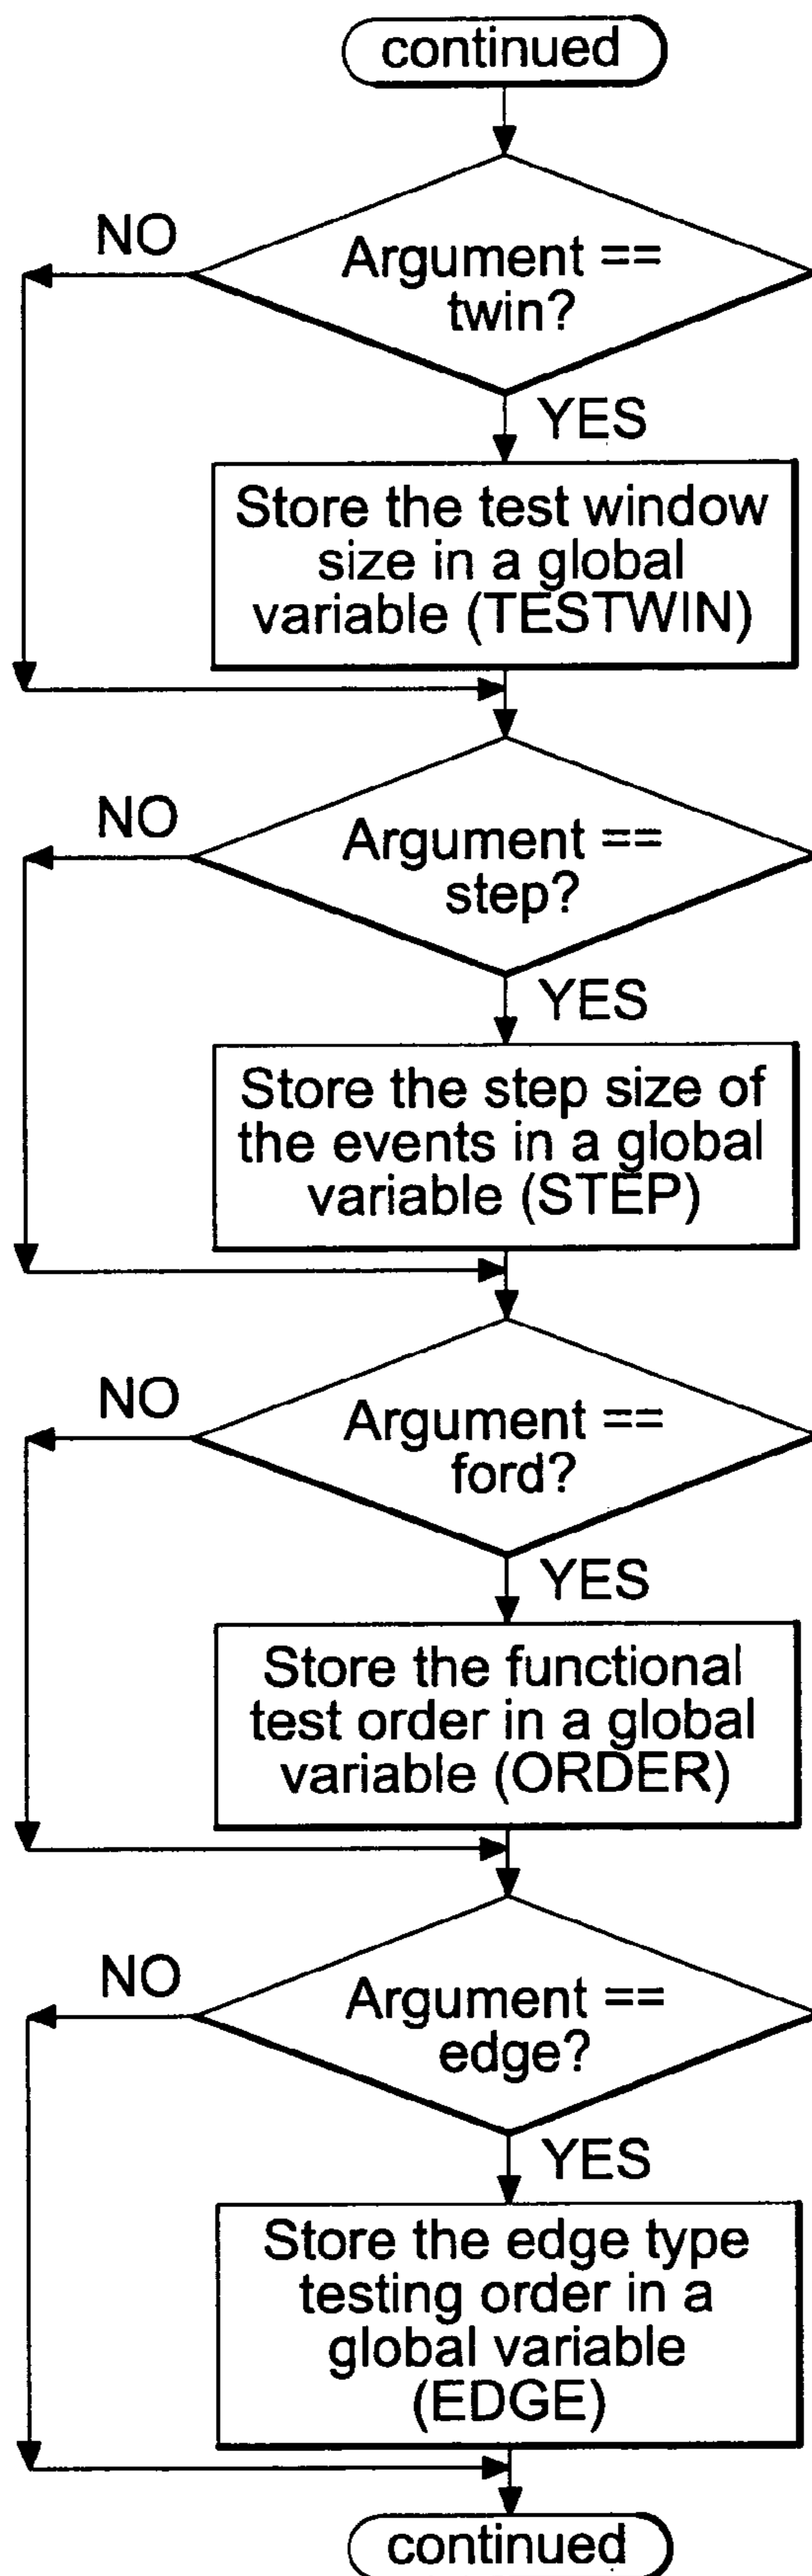 continued
NO
Argument ==
twin?
YES
Store the test window
size in a global
variable (TESTWIN)
NO
Argument ==
step?
YES
Store the step size of
the events in a global
variable (STEP)
NO
Argument ==
ford?
YES
Store the functional
test order in a global
variable (ORDER)
NO
Argument ==
edge?
YES
Store the edge type
testing order in a
global variable
(EDGE)
continued